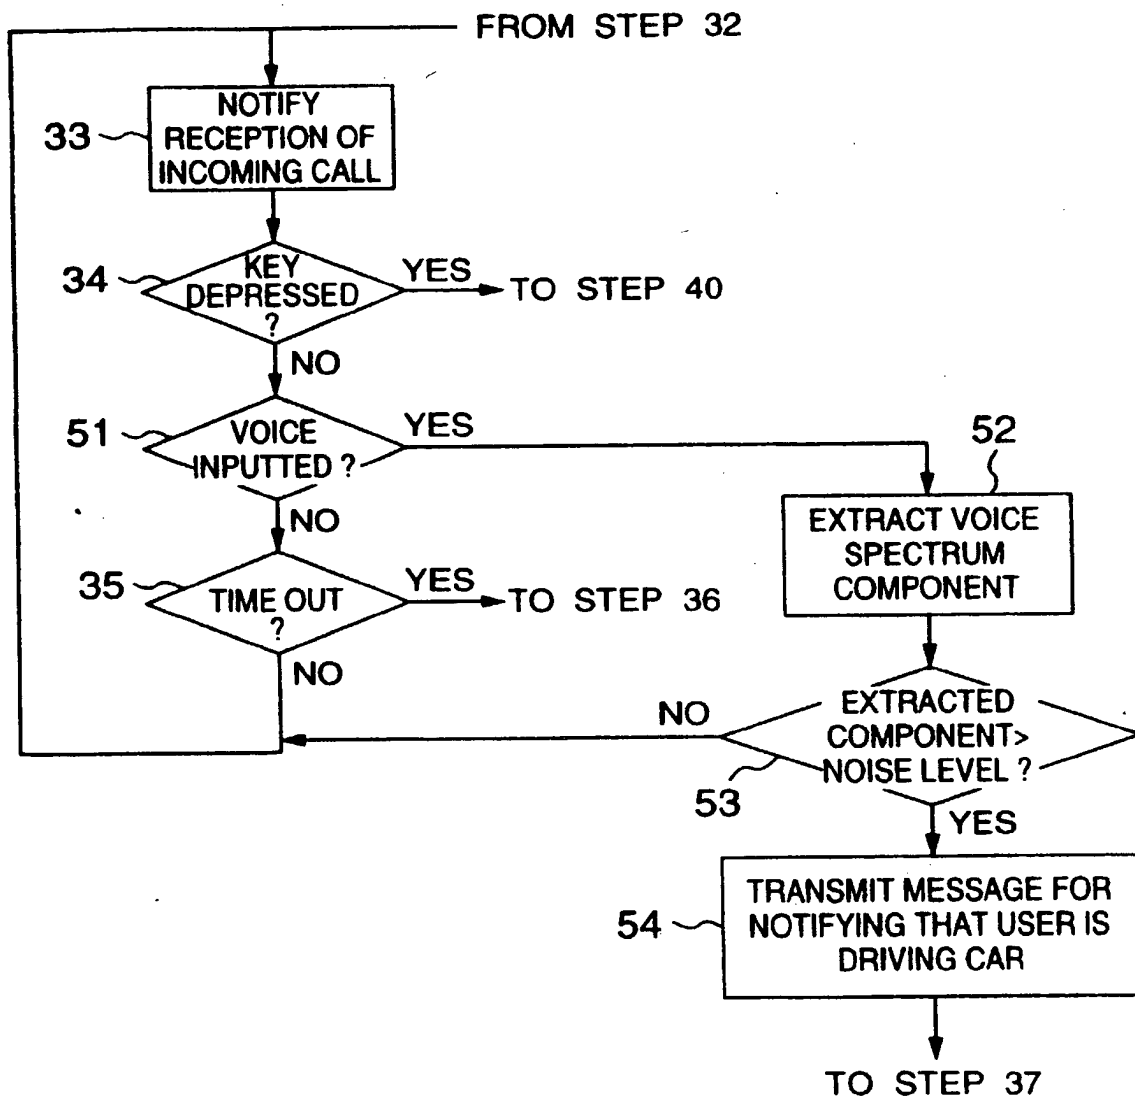 FROM STEP 32
33
NOTIFY
RECEPTION OF
INCOMING CALL
34
KEY
DEPRESSED
?
YES
TO STEP 40
NO
51
VOICE
INPUTTED ?
YES
NO
52
EXTRACT VOICE
SPECTRUM
COMPONENT
35
TIME OUT
?
YES
TO STEP 36
NO
EXTRACTED
COMPONENT>
NOISE LEVEL ?
53
NO
YES
54
TRANSMIT MESSAGE FOR
NOTIFYING THAT USER IS
DRIVING CAR
TO STEP 37